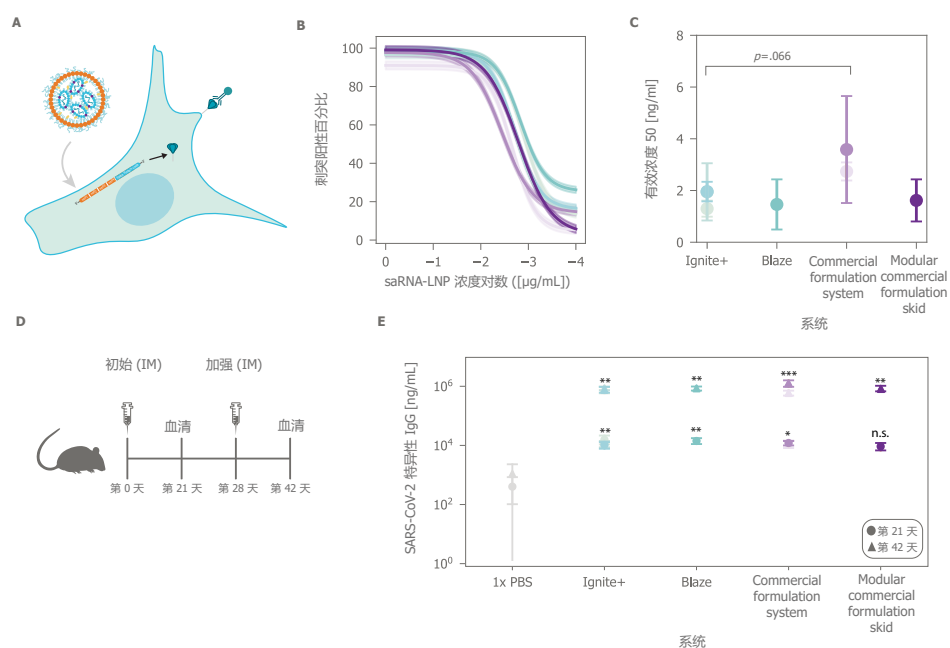 A
B
刺突阳性百分比
100
80
60
40
20
0
0
−1
−2
−3
−4
saRNA-LNP 浓度对数 ([µg/mL])
C
有效浓度 50 [ng/ml]
8
6
4
2
0
p=.066
Ignite+
Blaze
Commercial
formulation
system
Modular
commercial
formulation
skid
系统
D
初始 (IM)
加强 (IM)
血清
血清
第 0 天
第 21 天
第 28 天
第 42 天
E
SARS-CoV-2 特异性 IgG [ng/mL]
10⁶
10⁴
10²
10⁰
**
**
***
**
**
**
*
n.s.
第 21 天
第 42 天
1x PBS
Ignite+
Blaze
Commercial
formulation
system
Modular
commercial
formulation
skid
系统